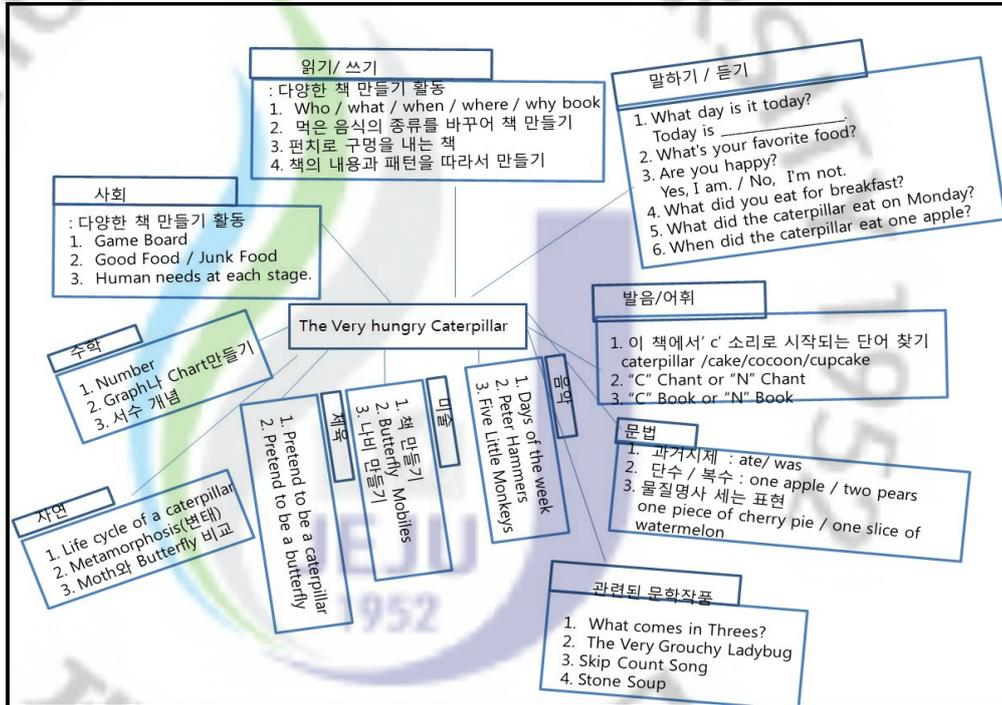 읽기/ 쓰기
: 다양한 책 만들기 활동
1. Who / what / when / where / why book
2. 먹은 음식의 종류를 바꾸어 책 만들기
3. 펀치로 구멍을 내는 책
4. 책의 내용과 패턴을 따라서 만들기
말하기 / 듣기
1. What day is it today?
Today is ________________.
2. What's your favorite food?
3. Are you happy?
Yes, I am. / No, I'm not.
4. What did you eat for breakfast?
5. What did the caterpillar eat on Monday?
6. When did the caterpillar eat one apple?
사회
: 다양한 책 만들기 활동
1. Game Board
2. Good Food / Junk Food
3. Human needs at each stage.
The Very hungry Caterpillar
발음/어휘
1. 이 책에서' c' 소리로 시작되는 단어 찾기
caterpillar /cake/cocoon/cupcake
2. “C” Chant or “N” Chant
3. “C” Book or “N” Book
수학
1. Number
2. Graph나 Chart만들기
3. 서수 개념
자연
1. Life cycle of a caterpillar
2. Metamorphosis(변태)
3. Moth와 Butterfly 비교
체육
1. Pretend to be a caterpillar
2. Pretend to be a butterfly
미술
1. 책 만들기
2. Butterfly Mobiles
3. 나비 만들기
음악
1. Days of the week
2. Peter Hammers
3. Five Little Monkeys
문법
1. 과거시제 : ate/ was
2. 단수 / 복수 : one apple / two pears
3. 물질명사 세는 표현
one piece of cherry pie / one slice of
watermelon
관련된 문학작품
1. What comes in Threes?
2. The Very Grouchy Ladybug
3. Skip Count Song
4. Stone Soup
JEJU
1952
1952